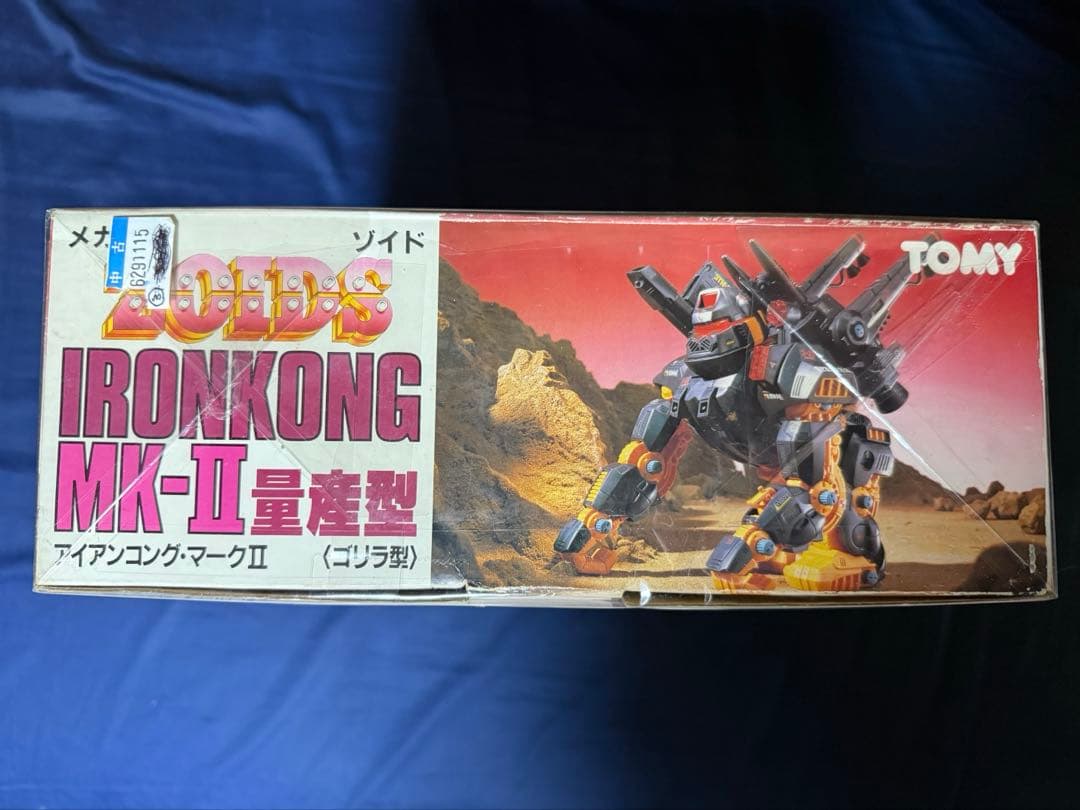 メカ
ゾイド
中古
6291115
ZOIDS
IRONKONG
MK-II 量産型
アイアンコング・マークII 〈ゴリラ型〉
TOMY